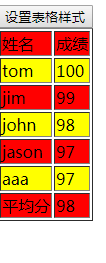 设置表格样式
姓名 成绩
tom 100
jim 99
john 98
jason 97
aaa 97
平均分 98